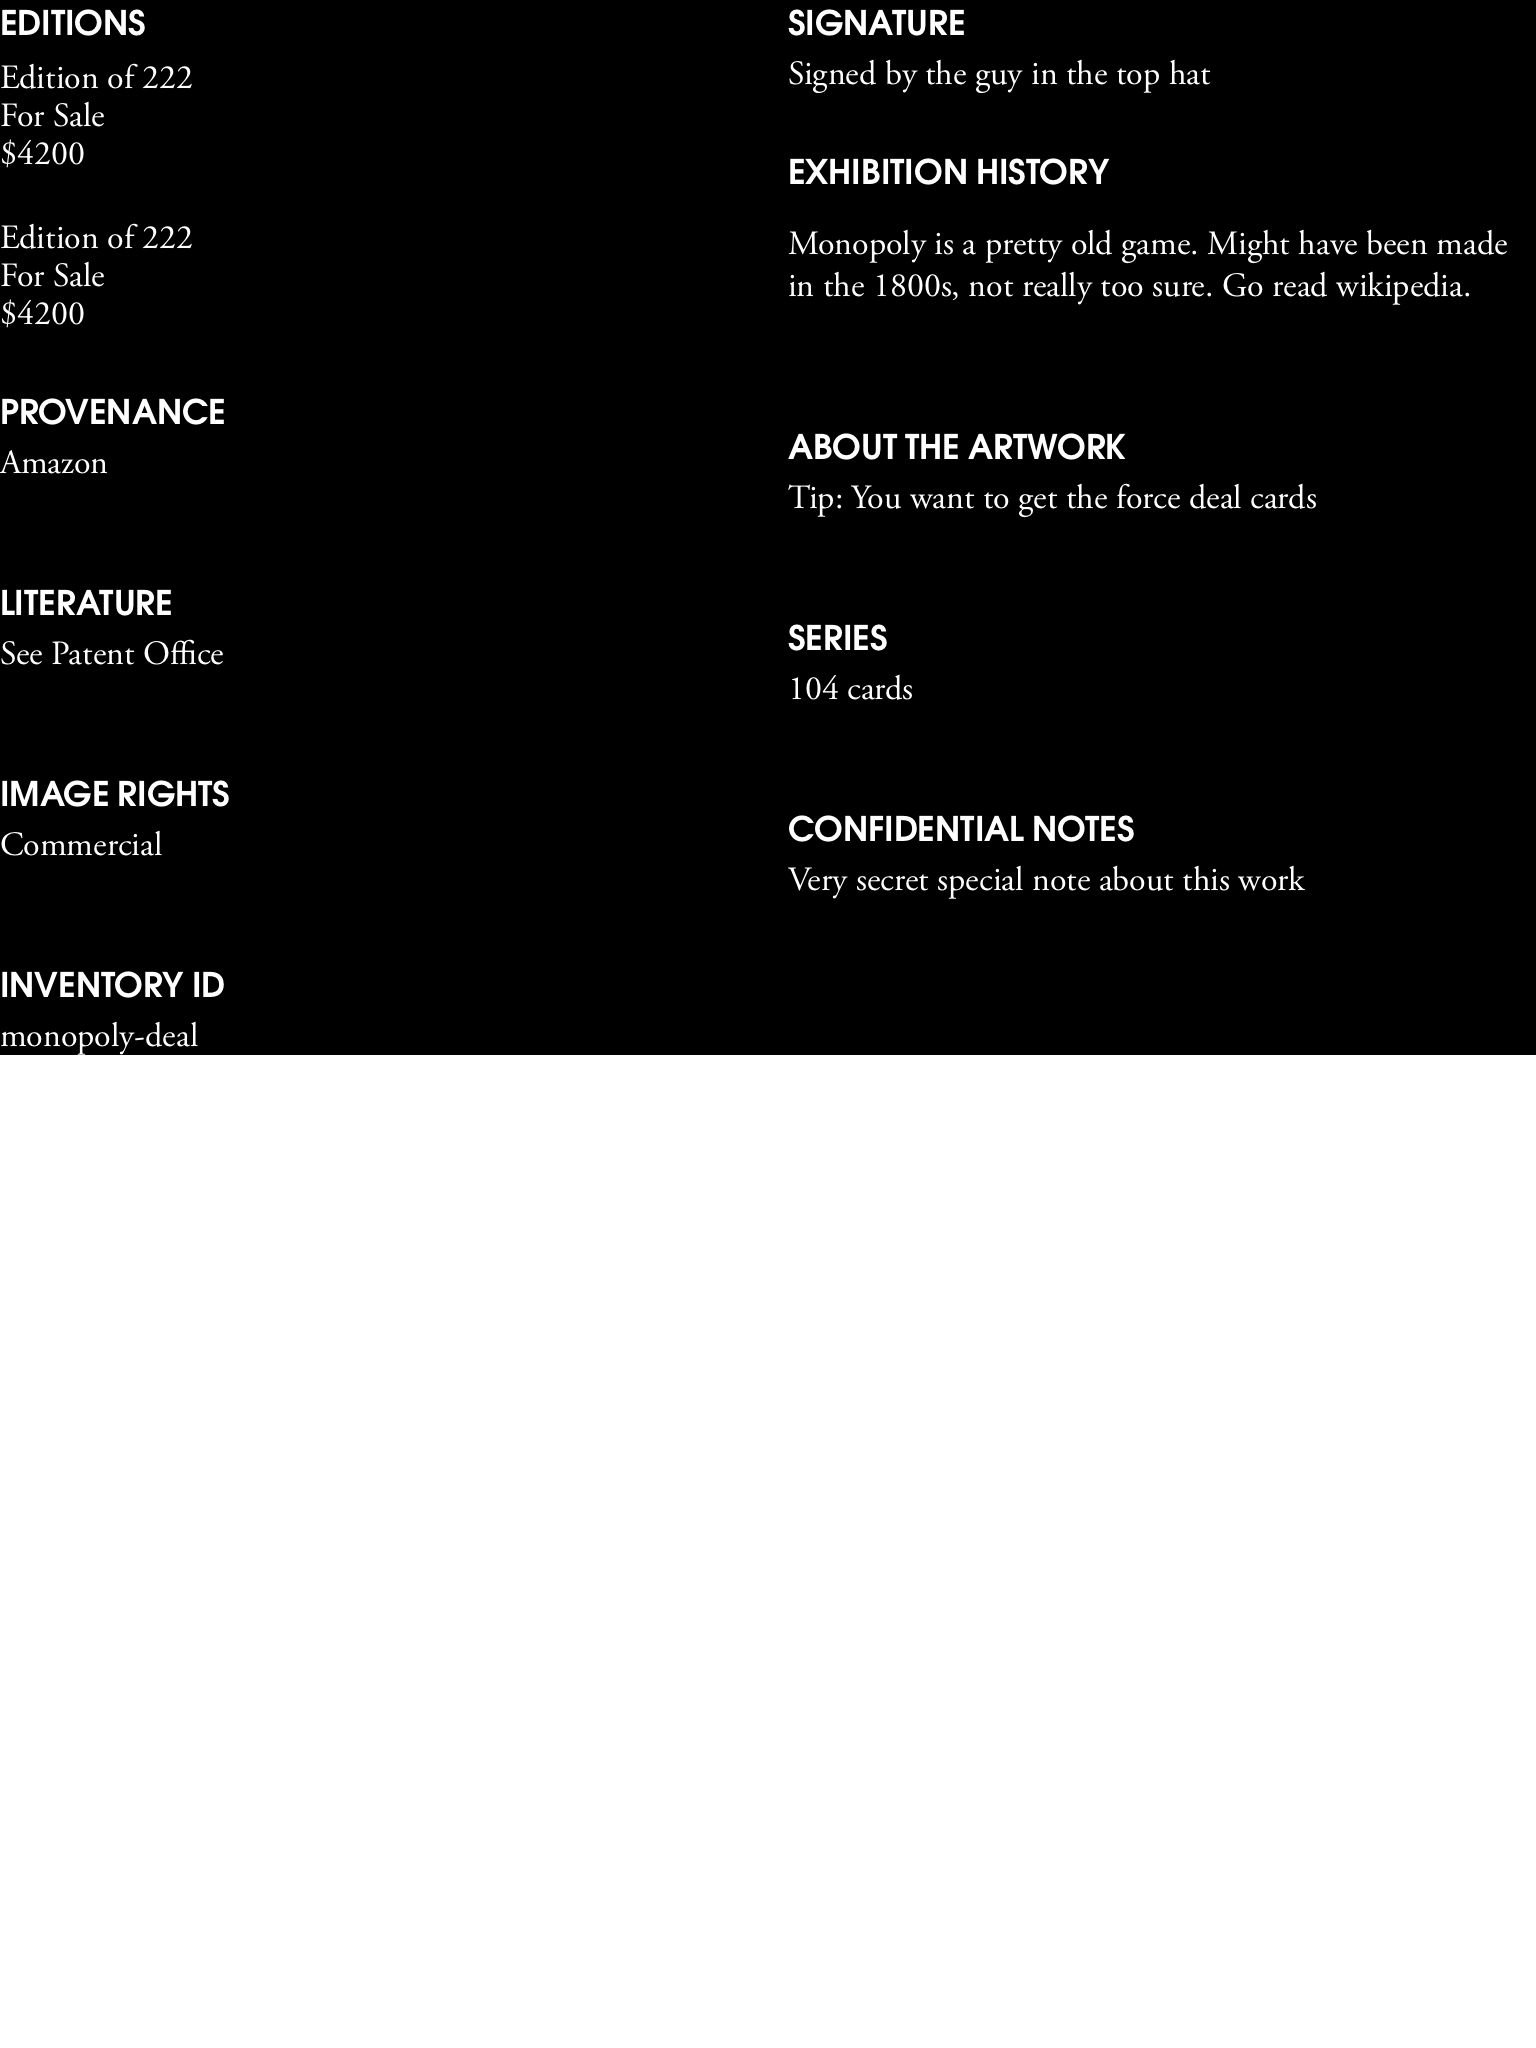 EDITIONS
Edition of 222
For Sale
$4200
Edition of 222
For Sale
$4200
PROVENANCE
Amazon
LITERATURE
See Patent Office
IMAGE RIGHTS
Commercial
INVENTORY ID
monopoly-deal
SIGNATURE
Signed by the guy in the top hat
EXHIBITION HISTORY
Monopoly is a pretty old game. Might have been made
in the 1800s, not really too sure. Go read wikipedia.
ABOUT THE ARTWORK
Tip: You want to get the force deal cards
SERIES
104 cards
CONFIDENTIAL NOTES
Very secret special note about this work